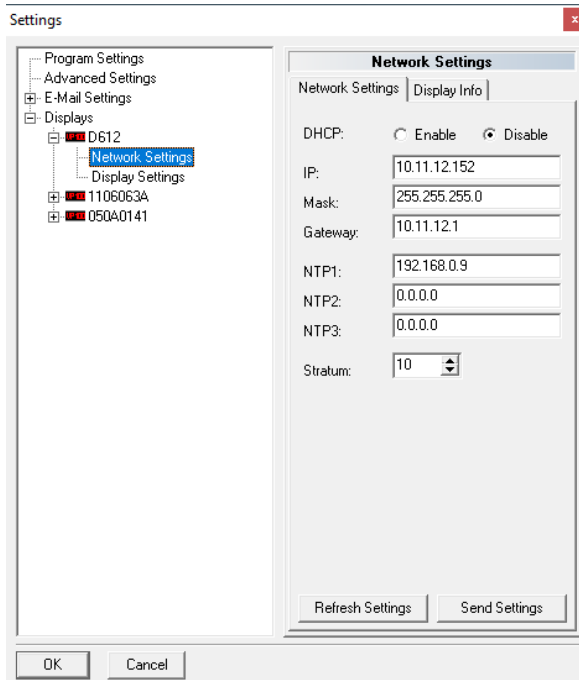 Settings
x
Program Settings
Advanced Settings
E-Mail Settings
Displays
D612
Network Settings
Display Settings
1106063A
050A0141
Network Settings
Network Settings
Display Info
DHCP:
Enable
Disable
IP:
10.11.12.152
Mask:
255.255.255.0
Gateway:
10.11.12.1
NTP1:
192.168.0.9
NTP2:
0.0.0.0
NTP3:
0.0.0.0
Stratum:
10
Refresh Settings
Send Settings
OK
Cancel